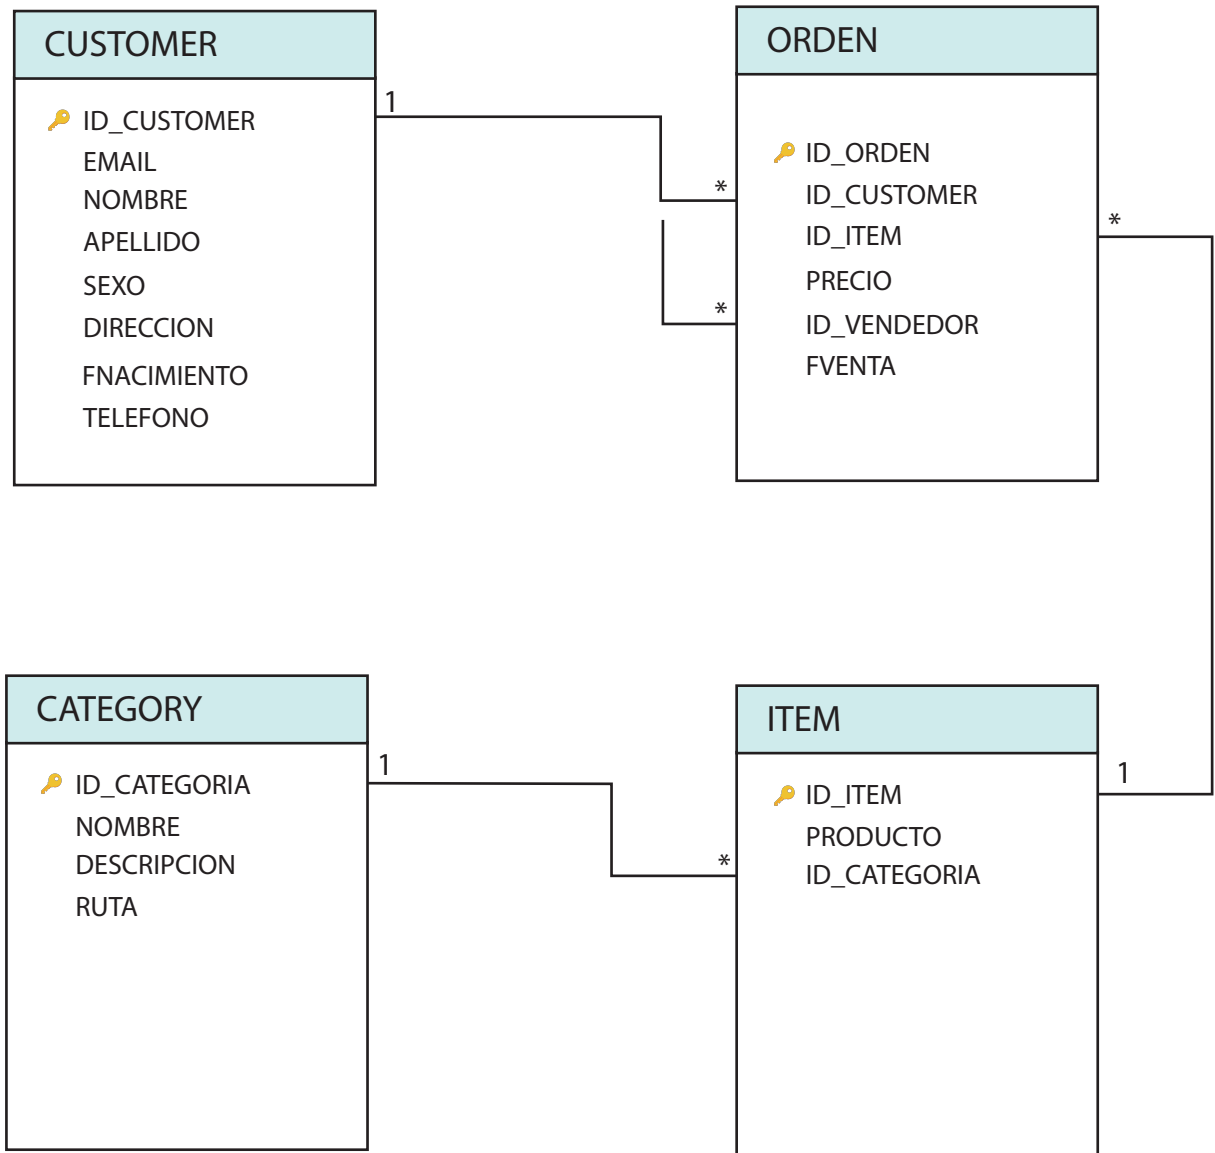 CUSTOMER
1
ID_CUSTOMER
EMAIL
NOMBRE
APELLIDO
SEXO
DIRECCION
FNACIMIENTO
TELEFONO
ORDEN
ID_ORDEN
*
ID_CUSTOMER
*
ID_ITEM
PRECIO
*
ID_VENDEDOR
FVENTA
CATEGORY
1
ID_CATEGORIA
NOMBRE
DESCRIPCION
RUTA
ITEM
1
ID_ITEM
PRODUCTO
*
ID_CATEGORIA